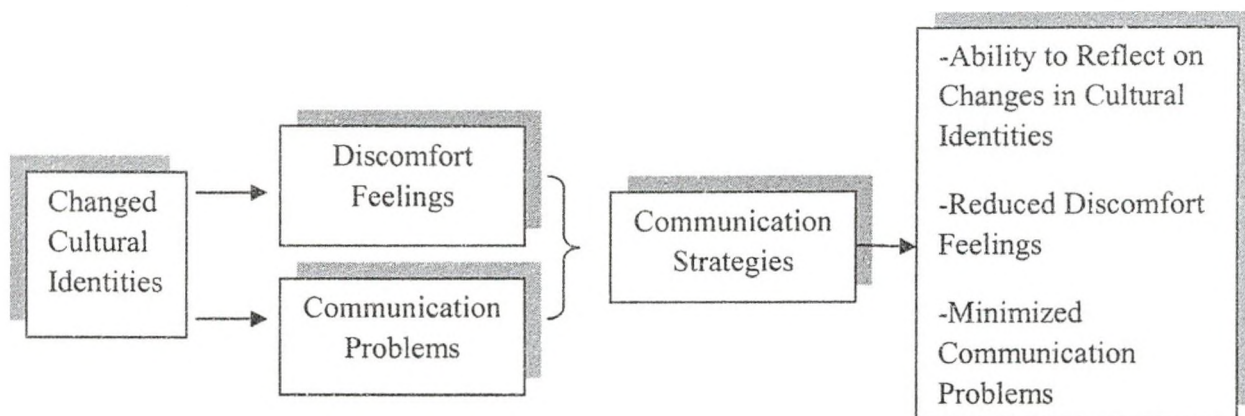 Changed
Cultural
Identities
Discomfort
Feelings
Communication
Problems
Communication
Strategies
-Ability to Reflect on
Changes in Cultural
Identities
-Reduced Discomfort
Feelings
-Minimized
Communication
Problems